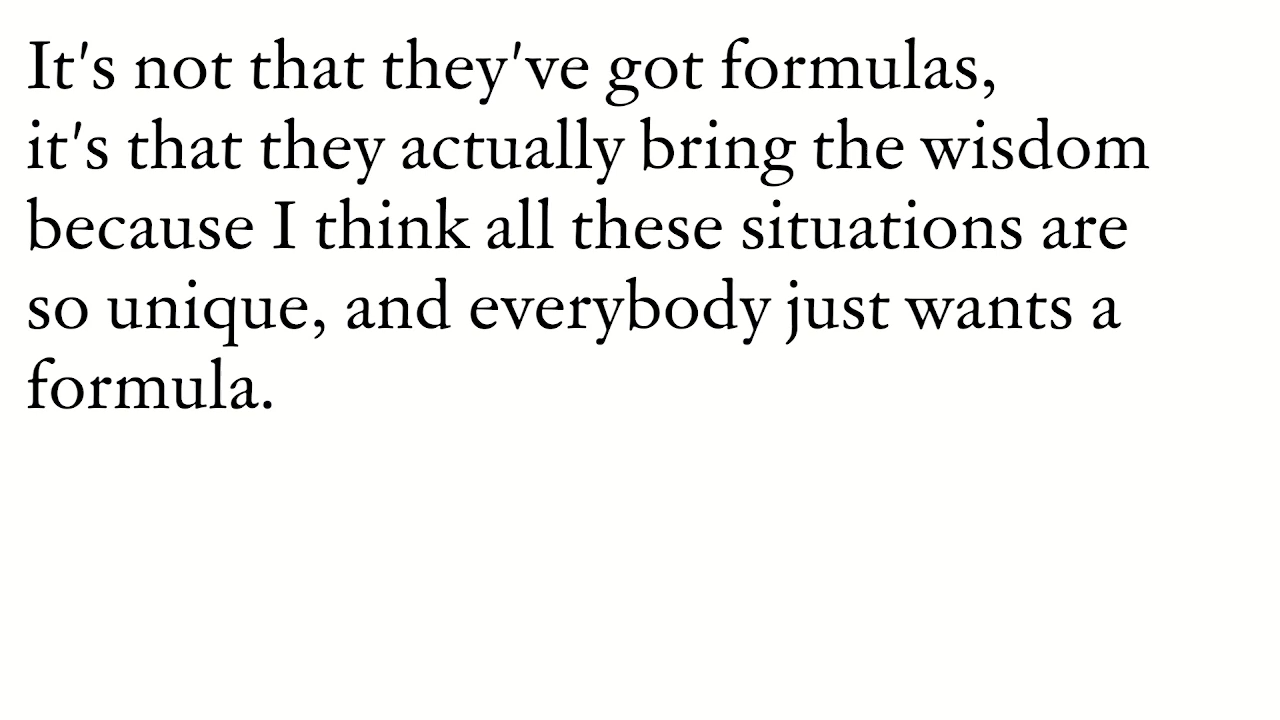 It's not that they've got formulas,
it's that they actually bring the wisdom
because I think all these situations are
so unique, and everybody just wants a
formula.